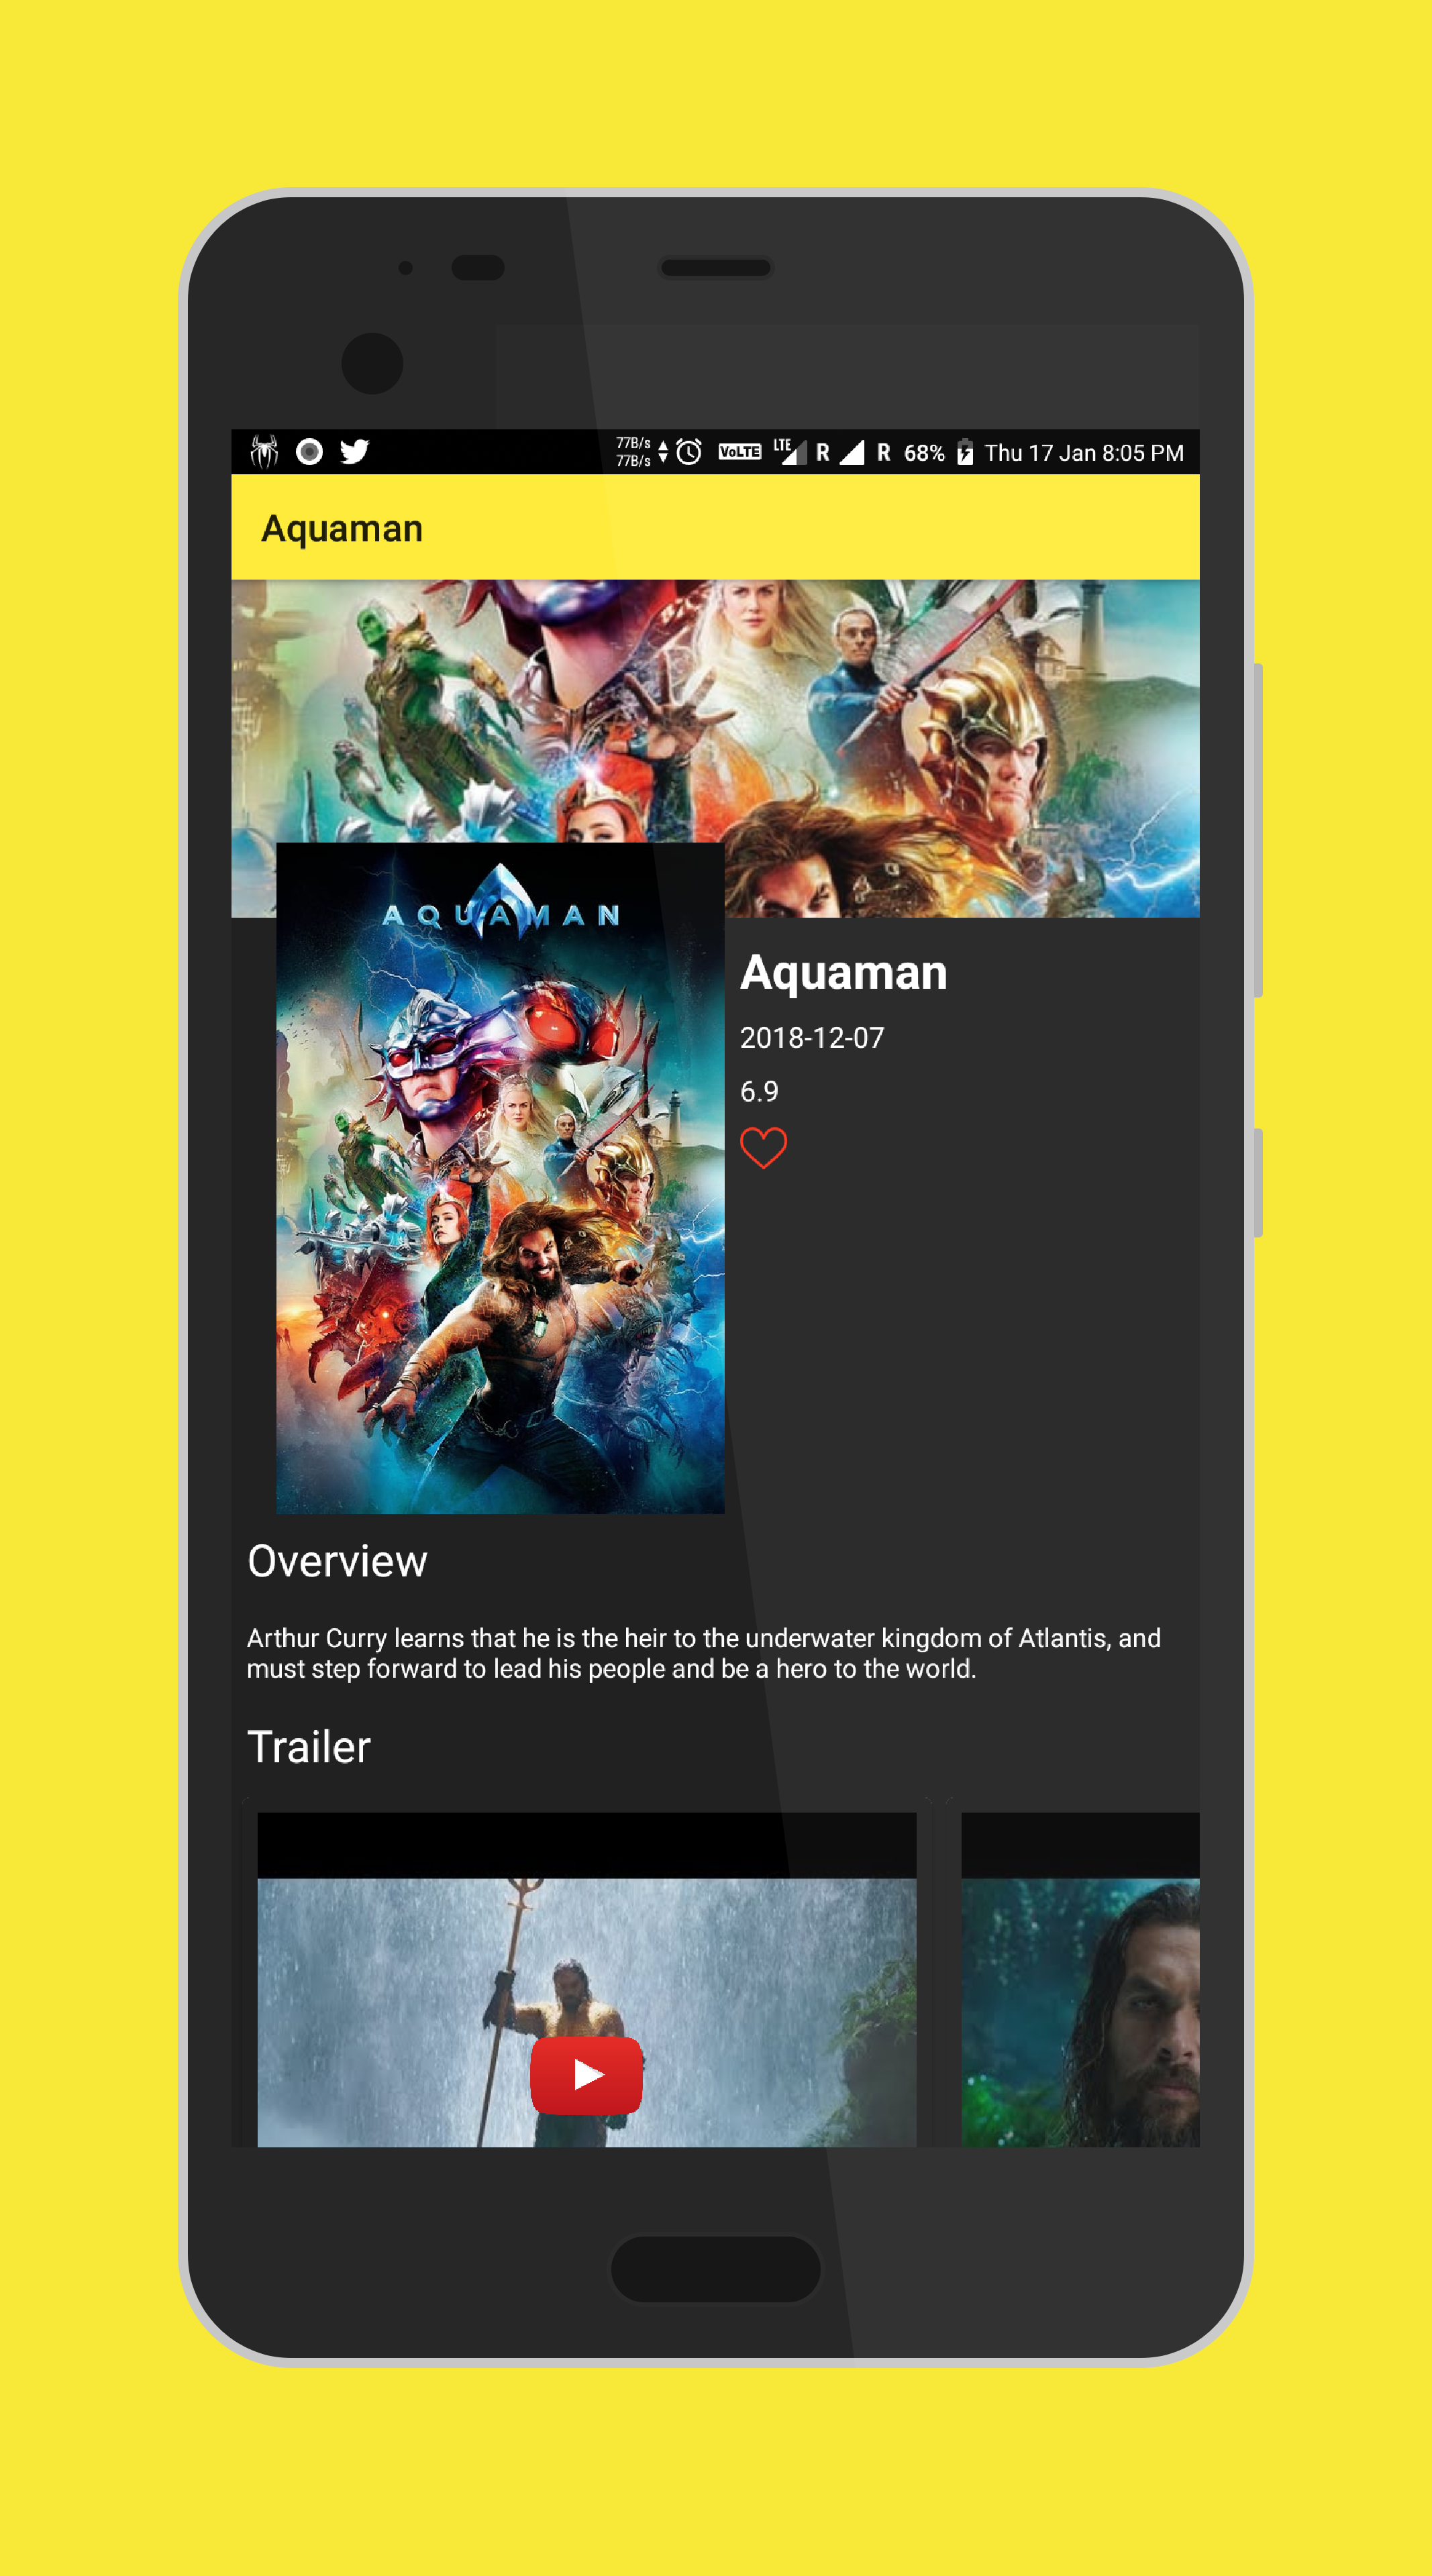 77B/s
77B/s
VoLTE LTE R R 68% Thu 17 Jan 8:05 PM
Aquaman
AQUAMAN
Aquaman
2018-12-07
6.9
Overview
Arthur Curry learns that he is the heir to the underwater kingdom of Atlantis, and
must step forward to lead his people and be a hero to the world.
Trailer